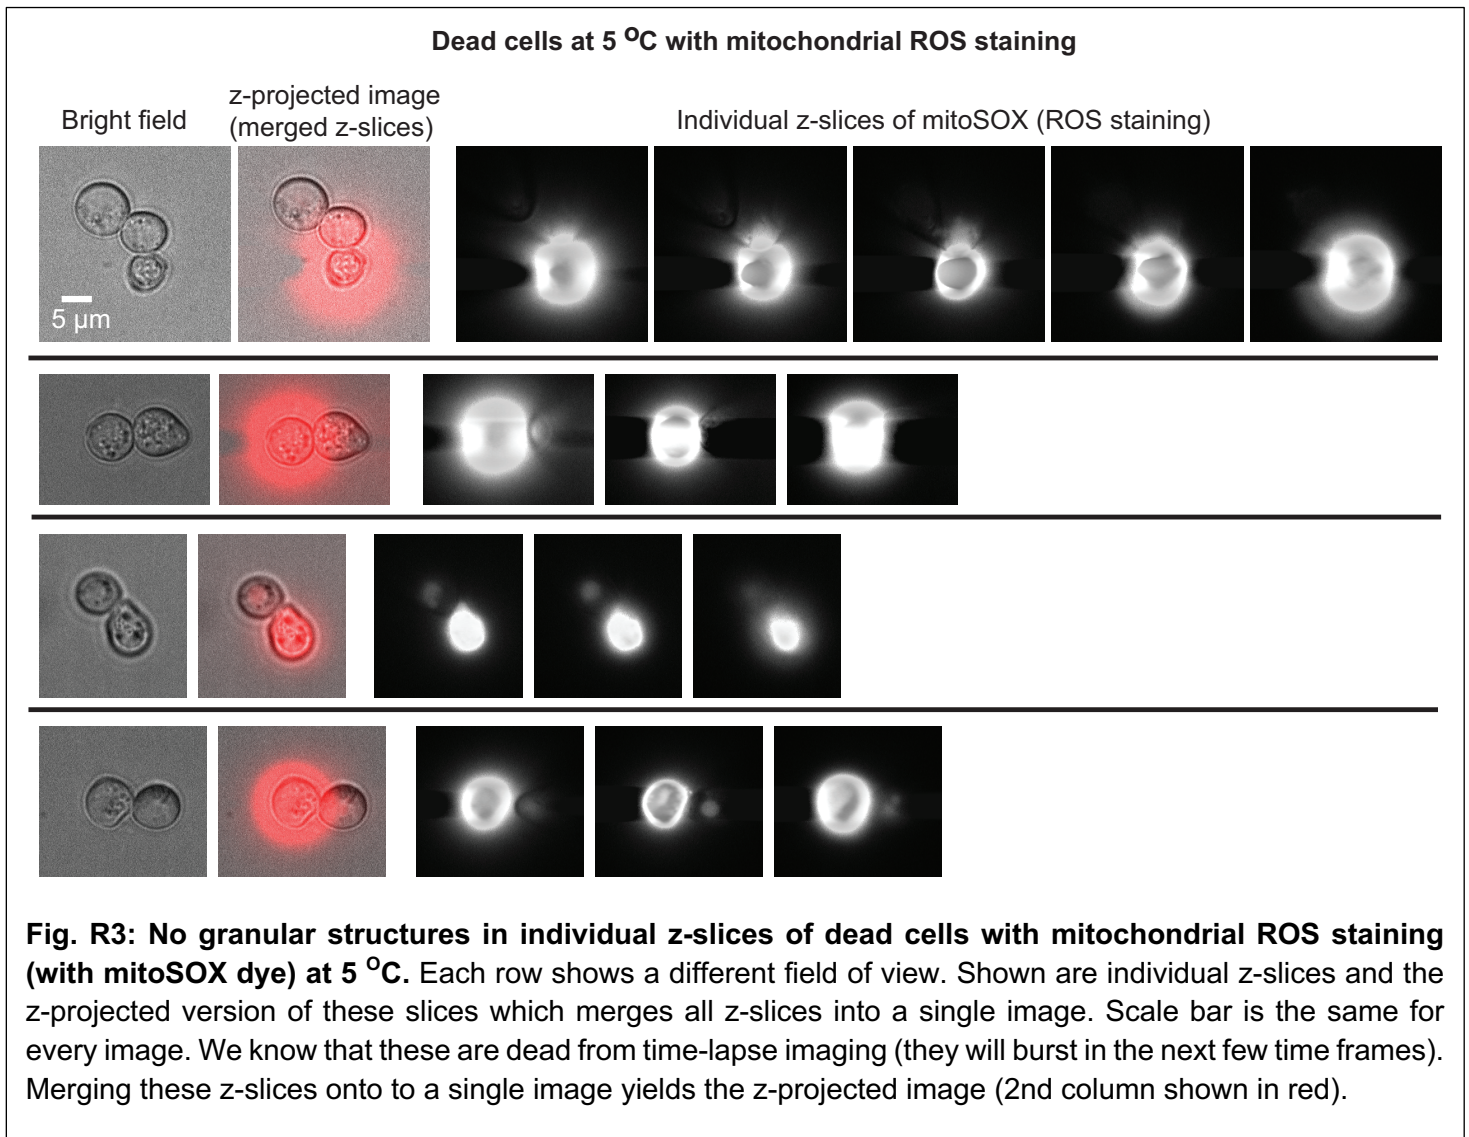 Dead cells at 5 ᴼC with mitochondrial ROS staining
Bright field
z-projected image
(merged z-slices)
Individual z-slices of mitoSOX (ROS staining)
5 µm
Fig. R3: No granular structures in individual z-slices of dead cells with mitochondrial ROS staining
(with mitoSOX dye) at 5 ᴼC. Each row shows a different field of view. Shown are individual z-slices and the
z-projected version of these slices which merges all z-slices into a single image. Scale bar is the same for
every image. We know that these are dead from time-lapse imaging (they will burst in the next few time frames).
Merging these z-slices onto to a single image yields the z-projected image (2nd column shown in red).